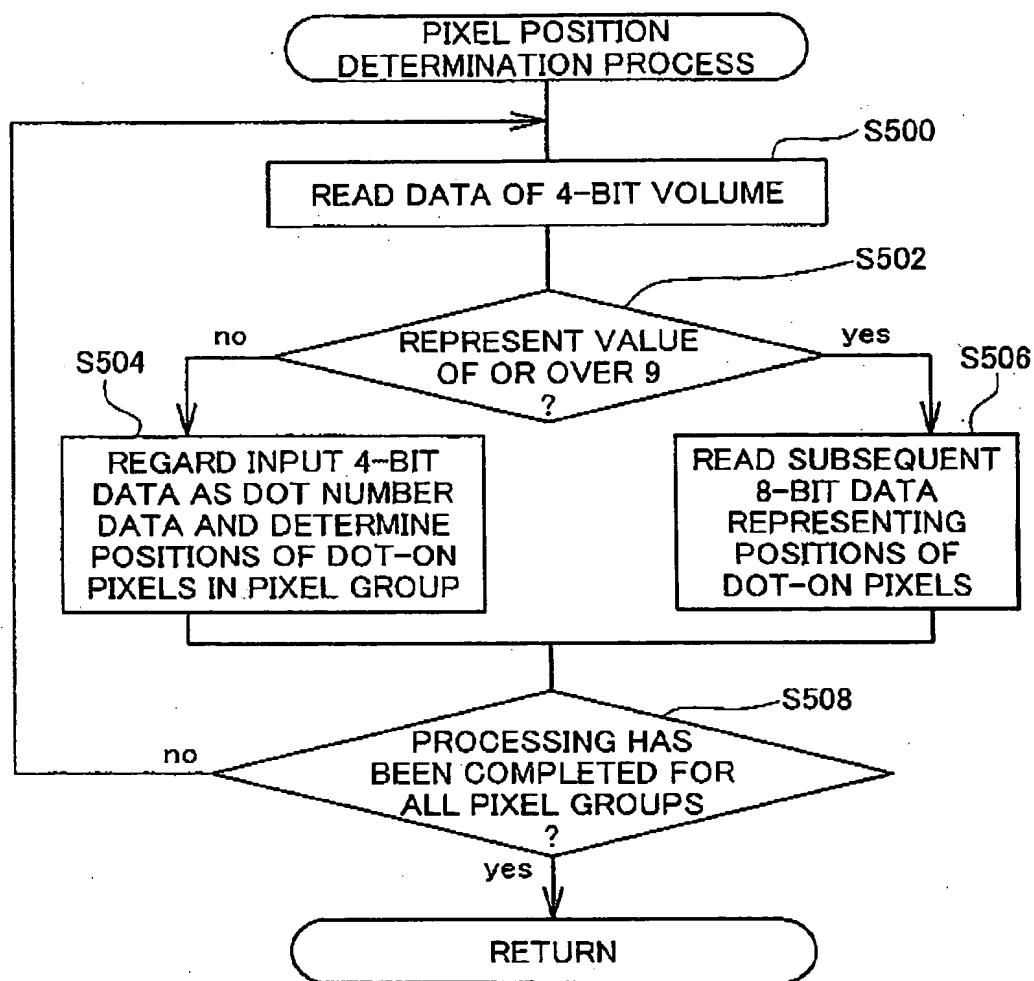 PIXEL POSITION
DETERMINATION PROCESS
S500
READ DATA OF 4-BIT VOLUME
S502
REPRESENT VALUE
OF OR OVER 9
?
no
yes
S504
REGARD INPUT 4-BIT
DATA AS DOT NUMBER
DATA AND DETERMINE
POSITIONS OF DOT-ON
PIXELS IN PIXEL GROUP
S506
READ SUBSEQUENT
8-BIT DATA
REPRESENTING
POSITIONS OF
DOT-ON PIXELS
S508
PROCESSING HAS
BEEN COMPLETED FOR
ALL PIXEL GROUPS
?
no
yes
RETURN